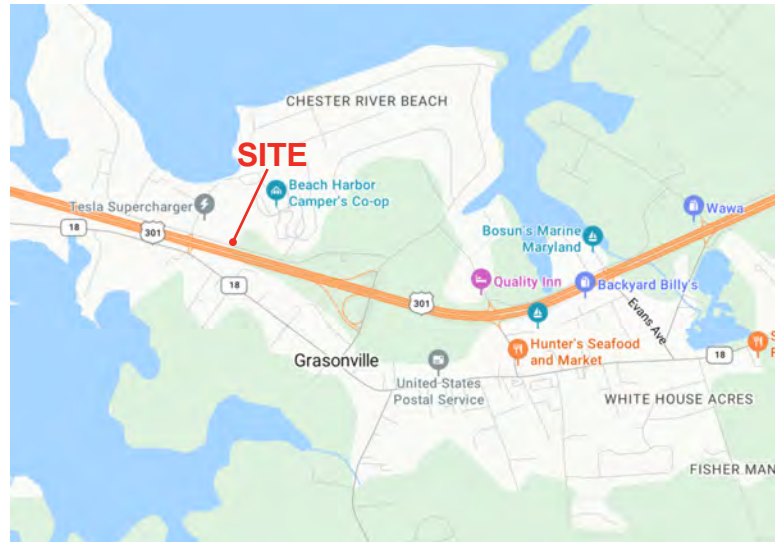 CHESTER RIVER BEACH
SITE
Beach Harbor
Camper's Co-op
Tesla Supercharger
Wawa
18
301
Bosun's Marine
Maryland
18
Quality Inn
Backyard Billy's
301
Evans Ave
Hunter's Seafood
and Market
18
Grasonville
United States
Postal Service
WHITE HOUSE ACRES
FISHER MAN